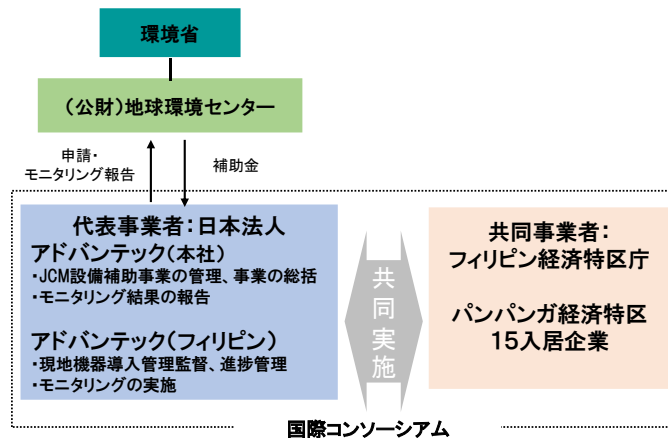 環境省
(公財)地球環境センター
申請・
モニタリング報告
補助金
代表事業者:日本法人
アドバンテック(本社)
・JCM設備補助事業の管理、事業の総括
・モニタリング結果の報告
アドバンテック(フィリピン)
・現地機器導入管理監督、進捗管理
・モニタリングの実施
共同実施
共同事業者:
フィリピン経済特区庁
パンパンガ経済特区
15入居企業
国際コンソーシアム